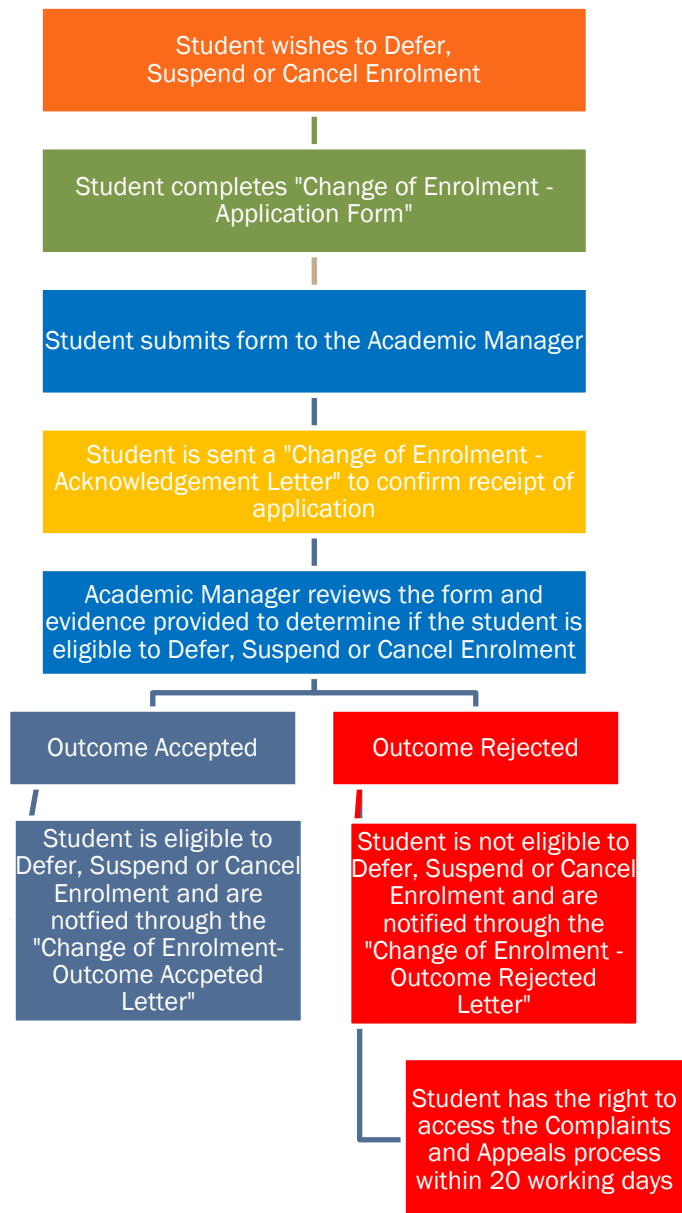 Student wishes to Defer,
Suspend or Cancel Enrolment
Student completes "Change of Enrolment -
Application Form"
Student submits form to the Academic Manager
Student is sent a "Change of Enrolment -
Acknowledgement Letter" to confirm receipt of
application
Academic Manager reviews the form and
evidence provided to determine if the student is
eligible to Defer, Suspend or Cancel Enrolment
Outcome Accepted
Outcome Rejected
Student is eligible to
Defer, Suspend or Cancel
Enrolment and are
notfied through the
"Change of Enrolment-
Outcome Accpeted
Letter"
Student is not eligible to
Defer, Suspend or Cancel
Enrolment and are
notified through the
"Change of Enrolment -
Outcome Rejected
Letter"
Student has the right to
access the Complaints
and Appeals process
within 20 working days